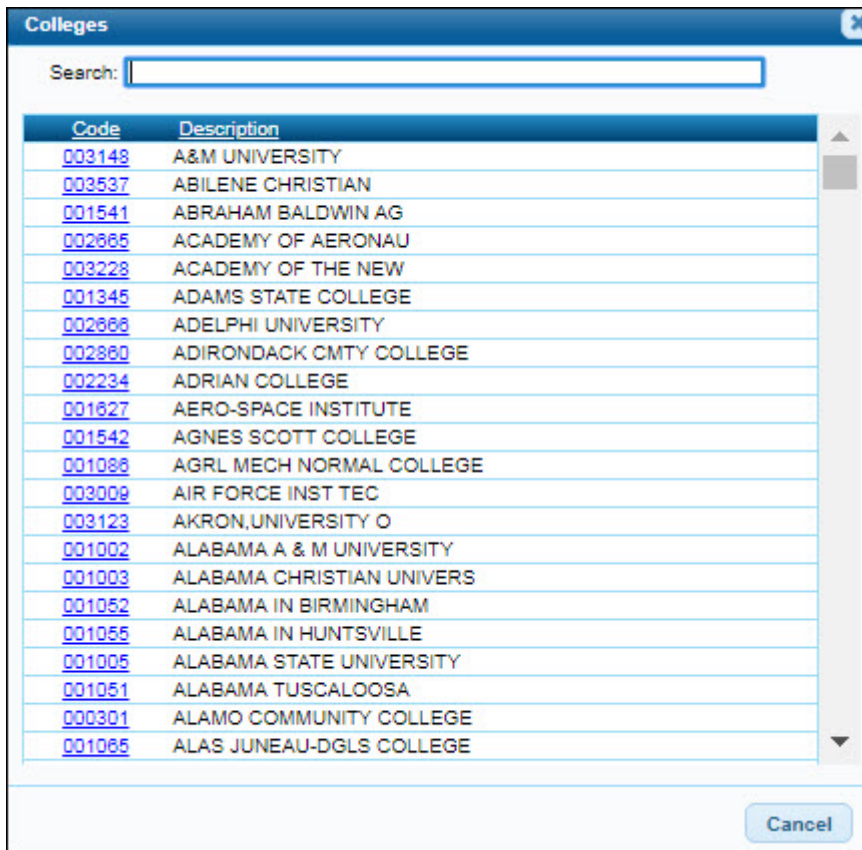 Colleges
Search:
Code Description
003148 A&M UNIVERSITY
003537 ABILENE CHRISTIAN
001541 ABRAHAM BALDWIN AG
002665 ACADEMY OF AERONAU
003228 ACADEMY OF THE NEW
001345 ADAMS STATE COLLEGE
002666 ADELPHI UNIVERSITY
002860 ADIRONDACK CMTY COLLEGE
002234 ADRIAN COLLEGE
001627 AERO-SPACE INSTITUTE
001542 AGNES SCOTT COLLEGE
001086 AGRL MECH NORMAL COLLEGE
003009 AIR FORCE INST TEC
003123 AKRON,UNIVERSITY O
001002 ALABAMA A & M UNIVERSITY
001003 ALABAMA CHRISTIAN UNIVERS
001052 ALABAMA IN BIRMINGHAM
001055 ALABAMA IN HUNTSVILLE
001005 ALABAMA STATE UNIVERSITY
001051 ALABAMA TUSCALOOSA
000301 ALAMO COMMUNITY COLLEGE
001065 ALAS JUNEAU-DGLS COLLEGE
Cancel